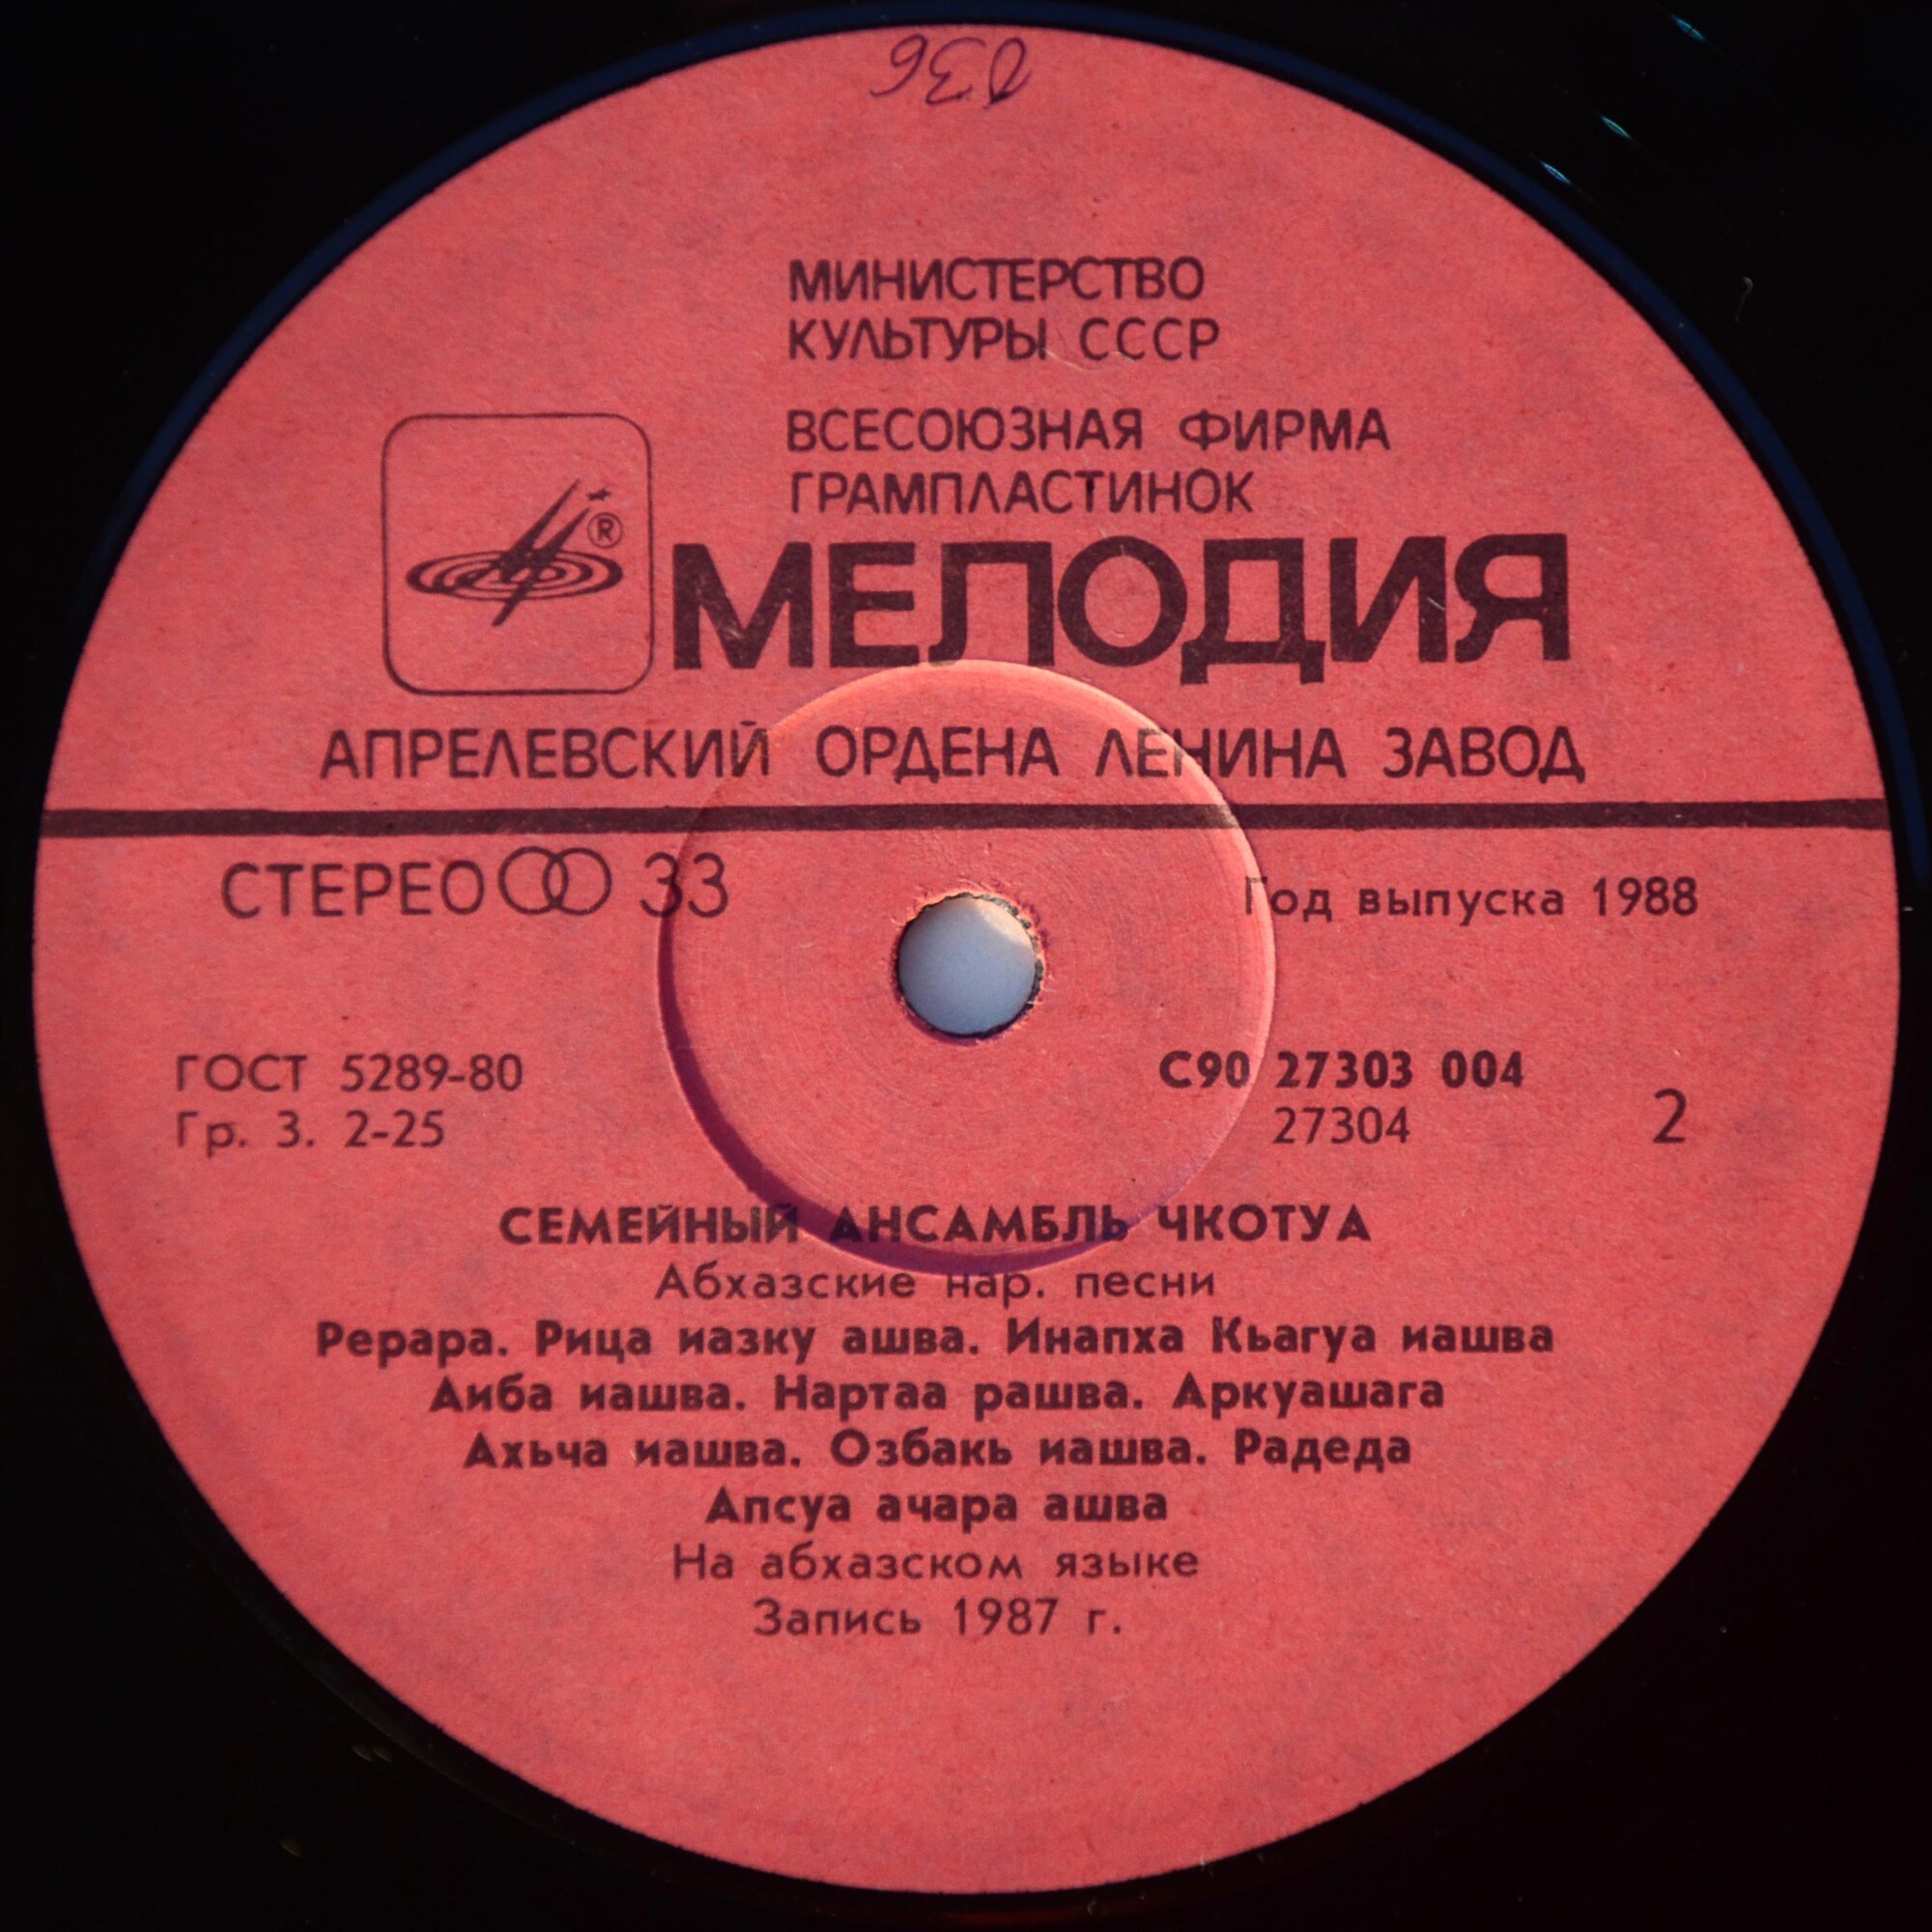 МИНИСТЕРСТВО
КУЛЬТУРЫ СССР
ВСЕСОЮЗНАЯ ФИРМА
ГРАМПЛАСТИНОК
®
МЕЛОДИЯ
АПРЕЛЕВСКИЙ ОРДЕНА ЛЕНИНА ЗАВОД
СТЕРЕО 33
Год выпуска 1988
ГОСТ 5289-80
Гр. 3. 2-25
С90 27303 004
27304
2
СЕМЕЙНЫЙ АНСАМБЛЬ ЧКОТУА
Абхазские нар. песни
Рерара. Рица иазку ашва. Инапха Кьагуа иашва
Аиба иашва. Нартаа рашва. Аркуашага
Ахьча иашва. Озбакь иашва. Радеда
Апсуа ачара ашва
На абхазском языке
Запись 1987 г.